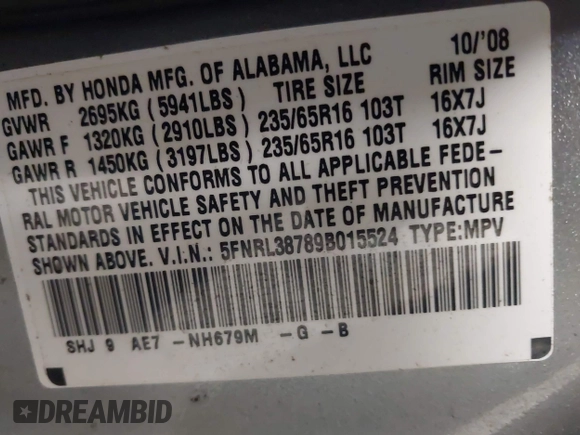 MFD. BY HONDA MFG. OF ALABAMA, LLC 10/'08
GVWR 2695KG (5941LBS) TIRE SIZE RIM SIZE
GAWR F 1320KG (2910LBS) 235/65R16 103T 16X7J
GAWR R 1450KG (3197LBS) 235/65R16 103T 16X7J
THIS VEHICLE CONFORMS TO ALL APPLICABLE FEDE-
RAL MOTOR VEHICLE SAFETY AND THEFT PREVENTION
STANDARDS IN EFFECT ON THE DATE OF MANUFACTURE
SHOWN ABOVE. V.I.N.: 5FNRL38789B015524 TYPE:MPV
SHJ 9 AE7 -NH679M -G -B
DREAMBID